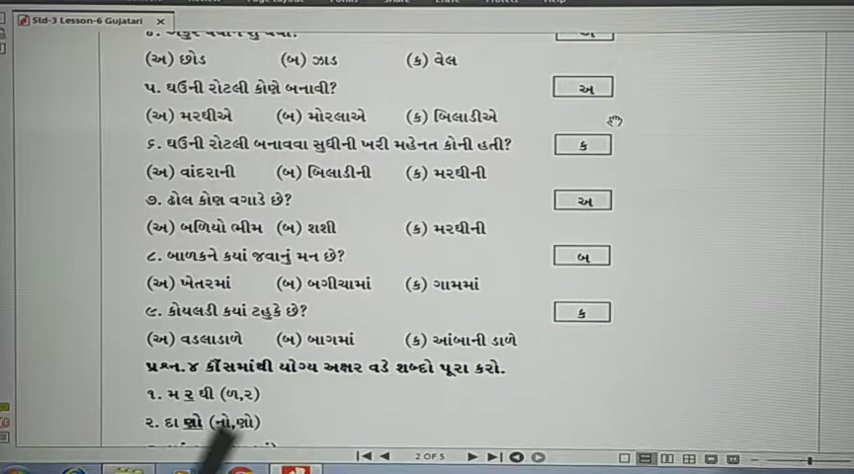 Std-3 Lesson-6 Gujatari
(અ) છોડ (બ) ઝાડ (ક) વેલ
૫. ઘઉંની રોટલી કોણે બનાવી? અ
(અ) મરઘીએ (બ) મોરલાએ (ક) બિલાડીએ
૬. ઘઉંની રોટલી બનાવવા સુધીની ખરી મહેનત કોની હતી? ક
(અ) વાંદરાની (બ) બિલાડીની (ક) મરઘીની
૭. ઢોલ કોણ વગાડે છે? અ
(અ) બળિયો ભીમ (બ) શશી (ક) મરઘીની
૮. બાળકને કયાં જવાનું મન છે? બ
(અ) ખેતરમાં (બ) બગીચામાં (ક) ગામમાં
૯. કોયલડી કયાં ટહુકે છે? ક
(અ) વડલાડાળે (બ) બાગમાં (ક) આંબાની ડાળે
પ્રશ્ન.૪ કૌંસમાંથી યોગ્ય અક્ષર વડે શબ્દો પૂરા કરો.
૧. મ ર ઘી (ળ,ર)
૨. દા ણો (નો,ણો)
2 OF 5